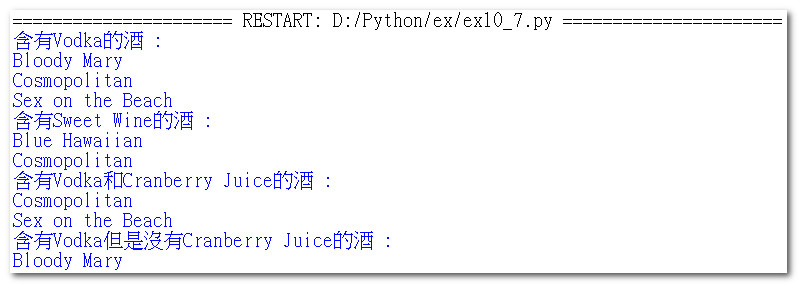 ====================== RESTART: D:/Python/ex/ex10_7.py ======================
含有Vodka的酒 :
Bloody Mary
Cosmopolitan
Sex on the Beach
含有Sweet Wine的酒 :
Blue Hawaiian
Cosmopolitan
含有Vodka和Cranberry Juice的酒 :
Cosmopolitan
Sex on the Beach
含有Vodka但是沒有Cranberry Juice的酒 :
Bloody Mary